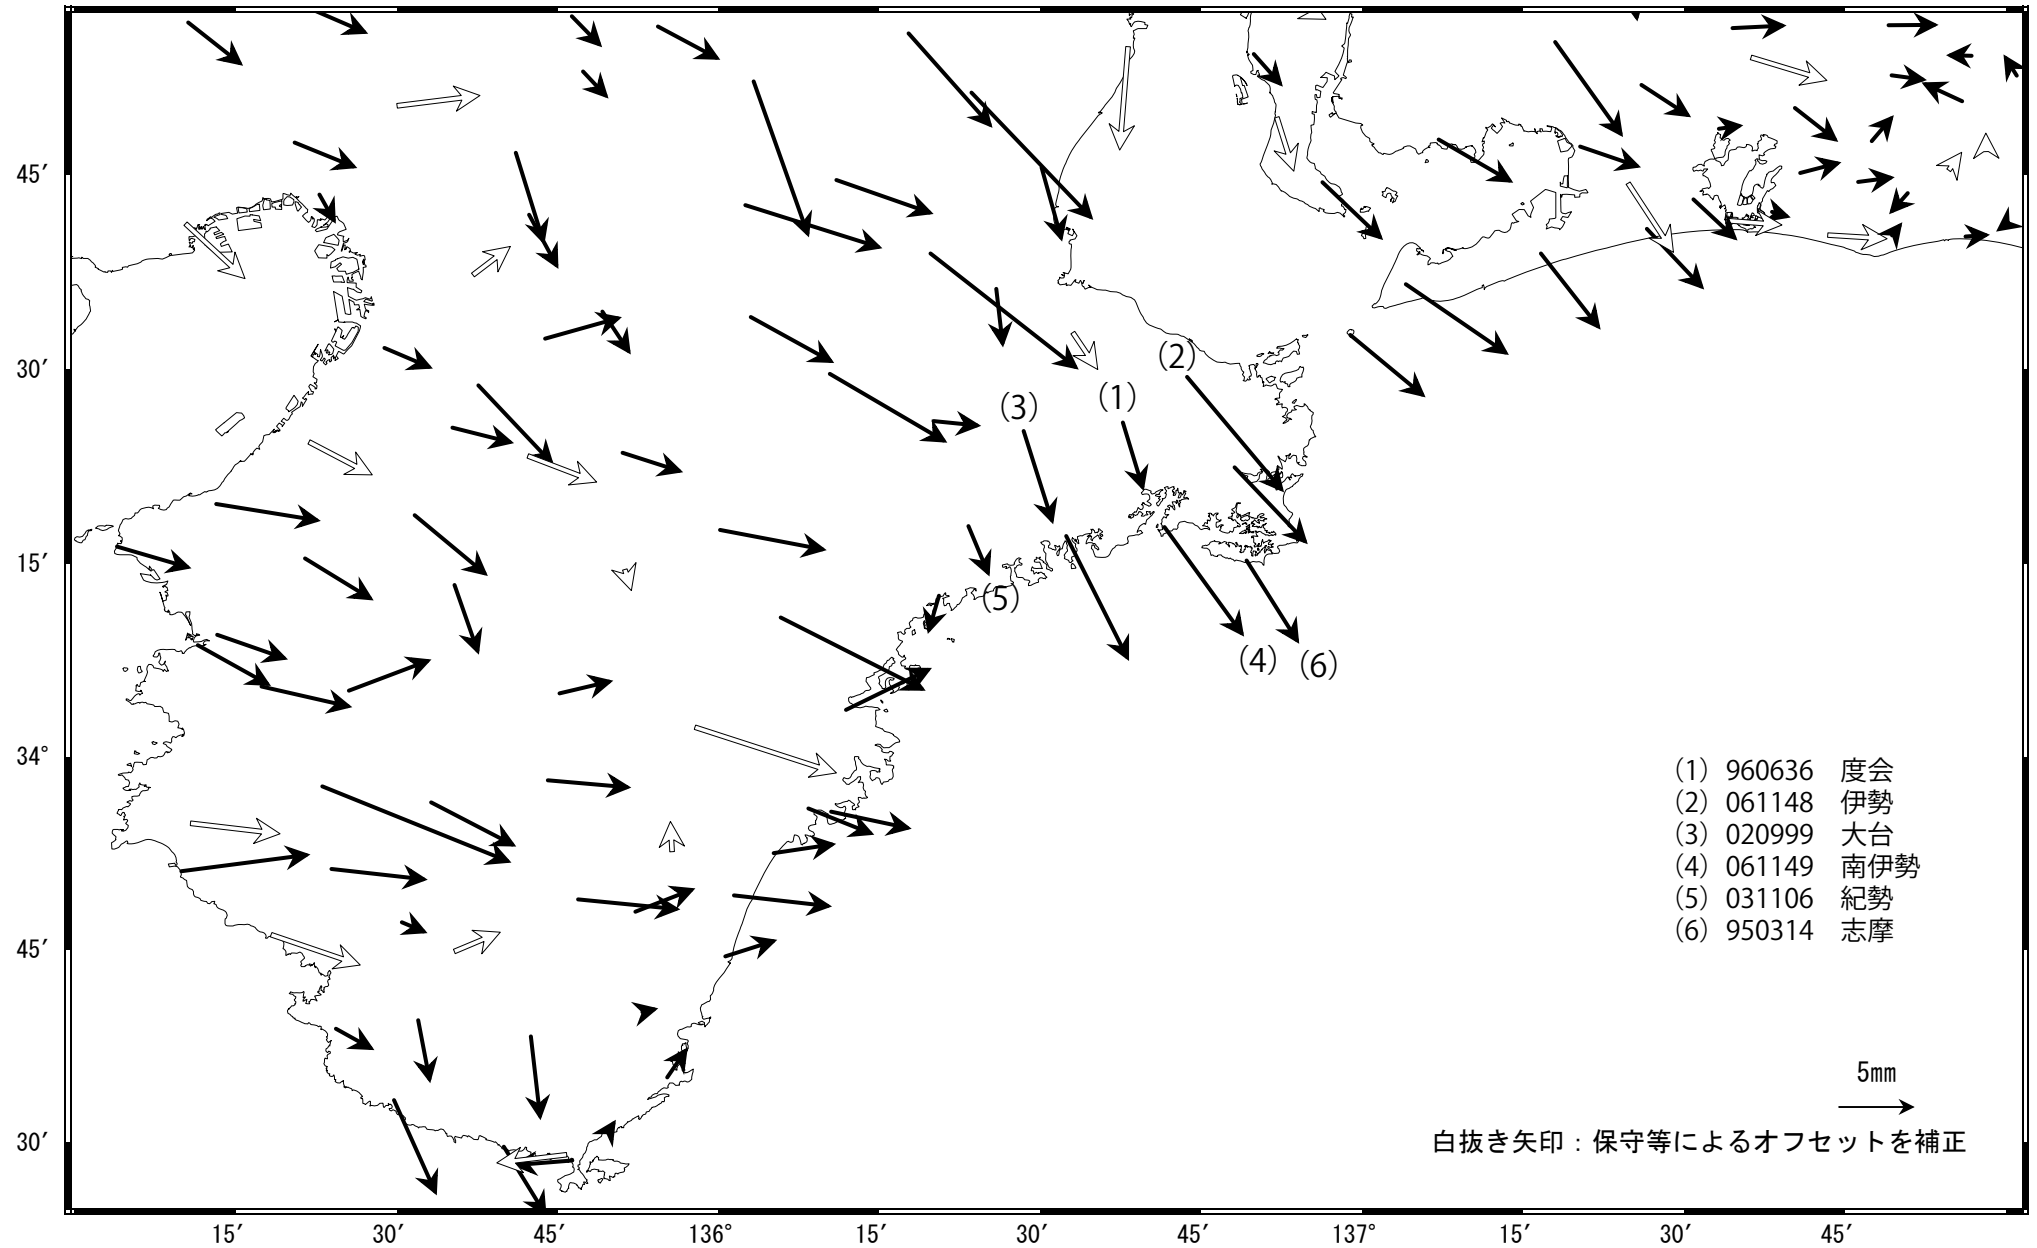 45′
30′
15′
34°
45′
30′
(2)
(1)
(3)
(5)
(4)
(6)
(1) 960636 度会
(2) 061148 伊勢
(3) 020999 大台
(4) 061149 南伊勢
(5) 031106 紀勢
(6) 950314 志摩
5mm
白抜き矢印：保守等によるオフセットを補正
15′ 30′ 45′ 136° 15′ 30′ 45′ 137° 15′ 30′ 45′